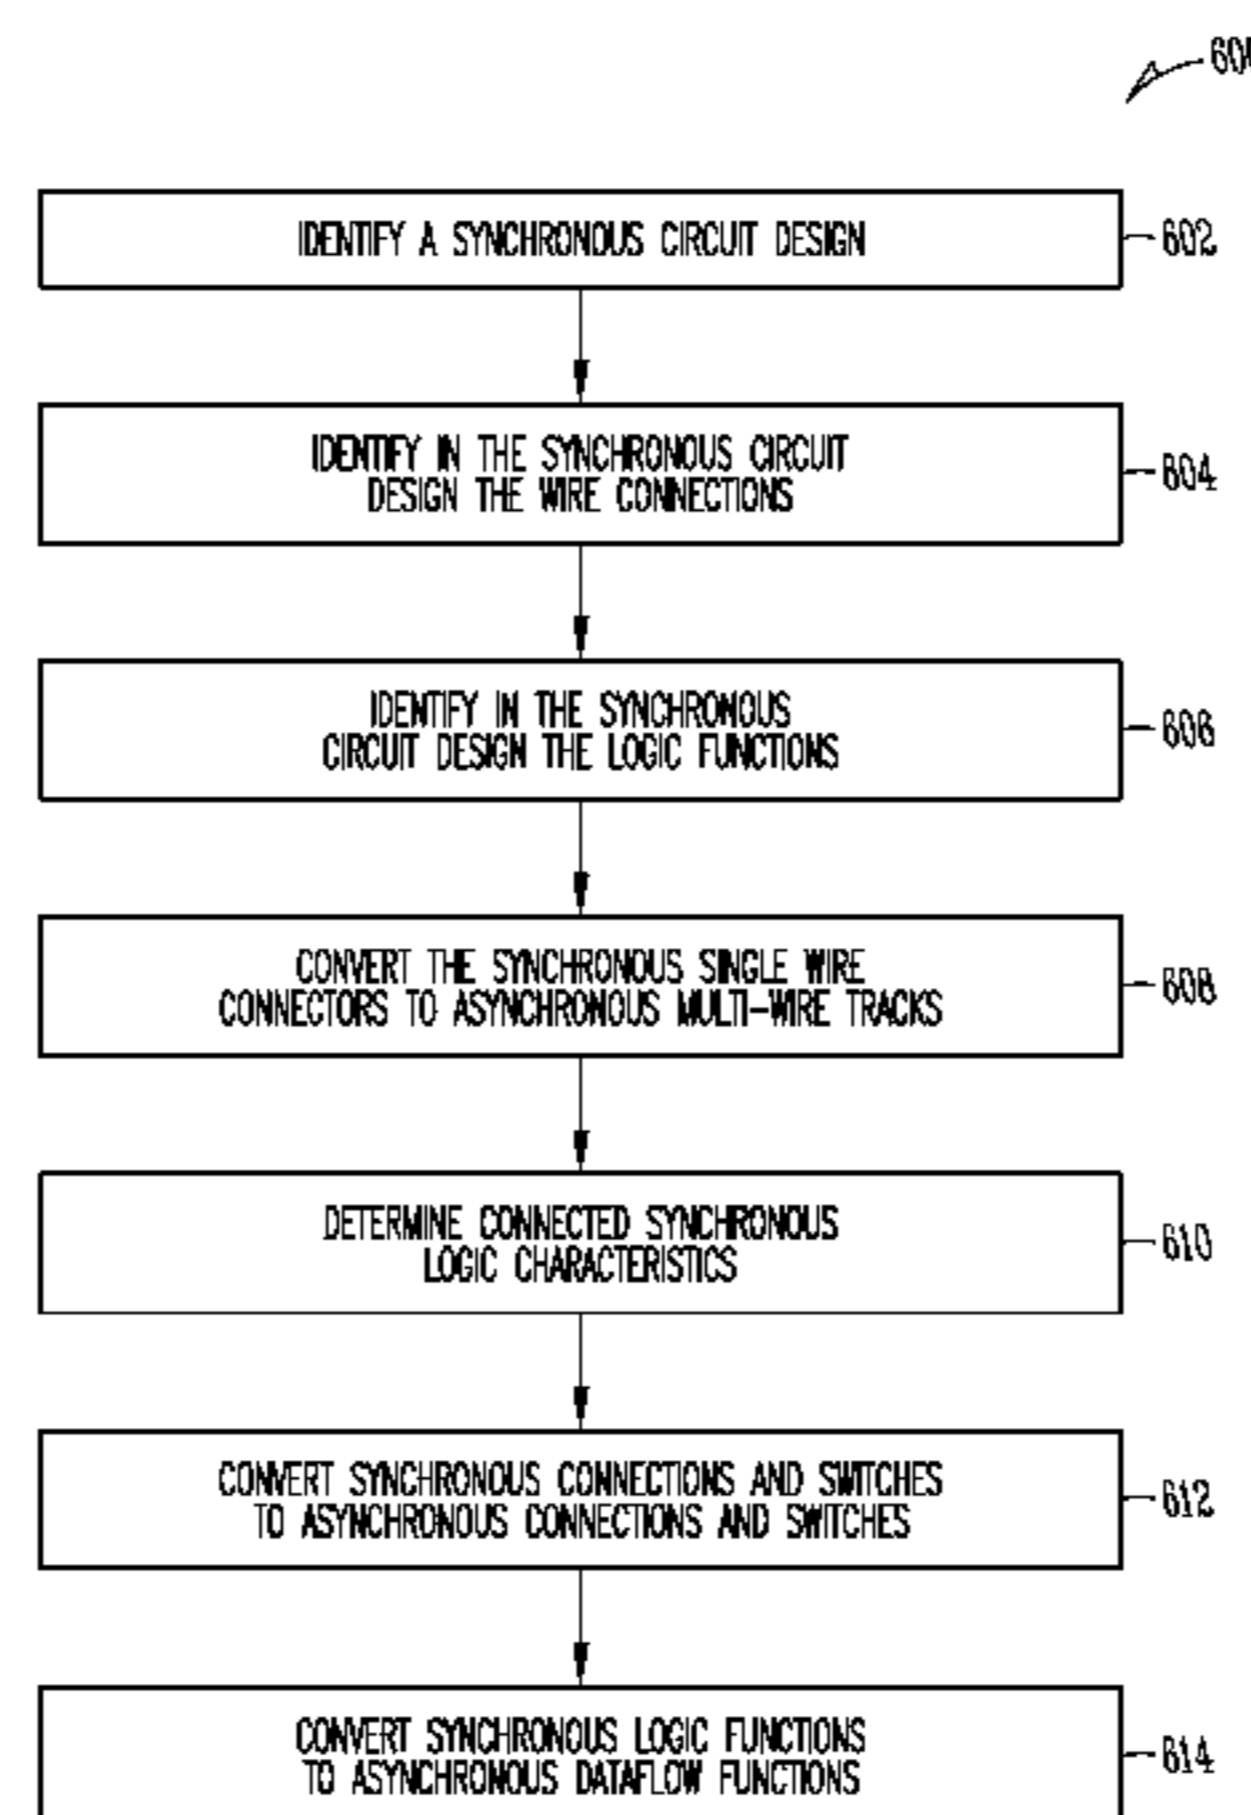 IDENTIFY A SYNCHRONOUS CIRCUIT DESIGN
602
IDENTIFY IN THE SYNCHRONOUS CIRCUIT
DESIGN THE WIRE CONNECTIONS
604
IDENTIFY IN THE SYNCHRONOUS
CIRCUIT DESIGN THE LOGIC FUNCTIONS
606
CONVERT THE SYNCHRONOUS SINGLE WIRE
CONNECTORS TO ASYNCHRONOUS MULTI-WIRE TRACKS
608
DETERMINE CONNECTED SYNCHRONOUS
LOGIC CHARACTERISTICS
610
CONVERT SYNCHRONOUS CONNECTIONS AND SWITCHES
TO ASYNCHRONOUS CONNECTIONS AND SWITCHES
612
CONVERT SYNCHRONOUS LOGIC FUNCTIONS
TO ASYNCHRONOUS DATAFLOW FUNCTIONS
614